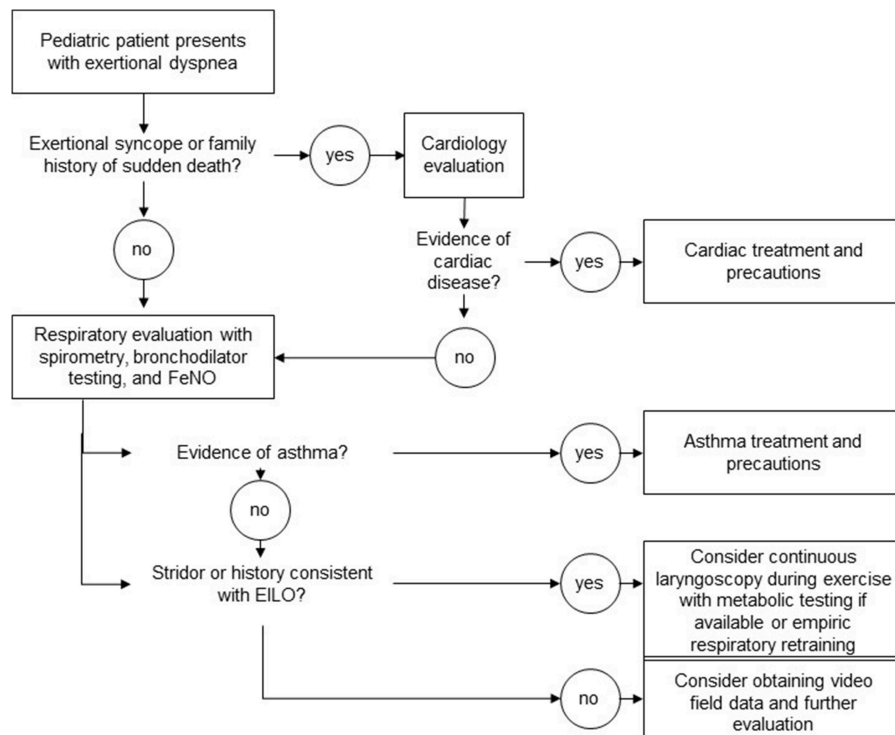 Pediatric patient presents
with exertional dyspnea
Exertional syncope or family
history of sudden death?
yes
Cardiology
evaluation
no
Evidence of
cardiac
disease?
yes
Cardiac treatment and
precautions
Respiratory evaluation with
spirometry, bronchodilator
testing, and FeNO
no
Evidence of asthma?
yes
Asthma treatment and
precautions
no
Stridor or history consistent
with EILO?
yes
Consider continuous
laryngoscopy during exercise
with metabolic testing if
available or empiric
respiratory retraining
no
Consider obtaining video
field data and further
evaluation